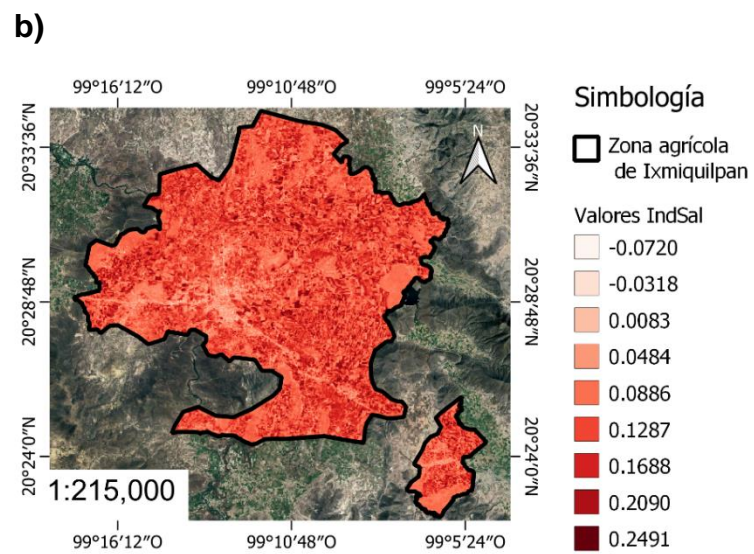 b)
99°16′12″O 99°10′48″O 99°5′24″O
Simbología
N
20°33′36″N
20°33′36″N
Zona agrícola
de Ixmiquilpan
Valores IndSal
-0.0720
-0.0318
20°28′48″N
20°28′48″N
0.0083
0.0484
0.0886
0.1287
20°24′0″N
20°24′0″N
0.1688
1:215,000
0.2090
99°16′12″O 99°10′48″O 99°5′24″O
0.2491